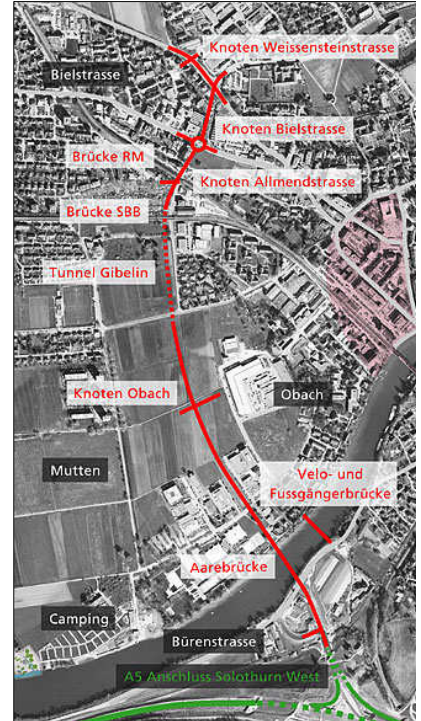 Knoten Weissensteinstrasse
Bielstrasse
Knoten Bielstrasse
Brücke RM
Knoten Allmendstrasse
Brücke SBB
Tunnel Gibelin
Knoten Obach
Obach
Mutten
Velo- und
Fussgängerbrücke
Aarebrücke
Camping
Bürenstrasse
A5 Anschluss Solothurn West